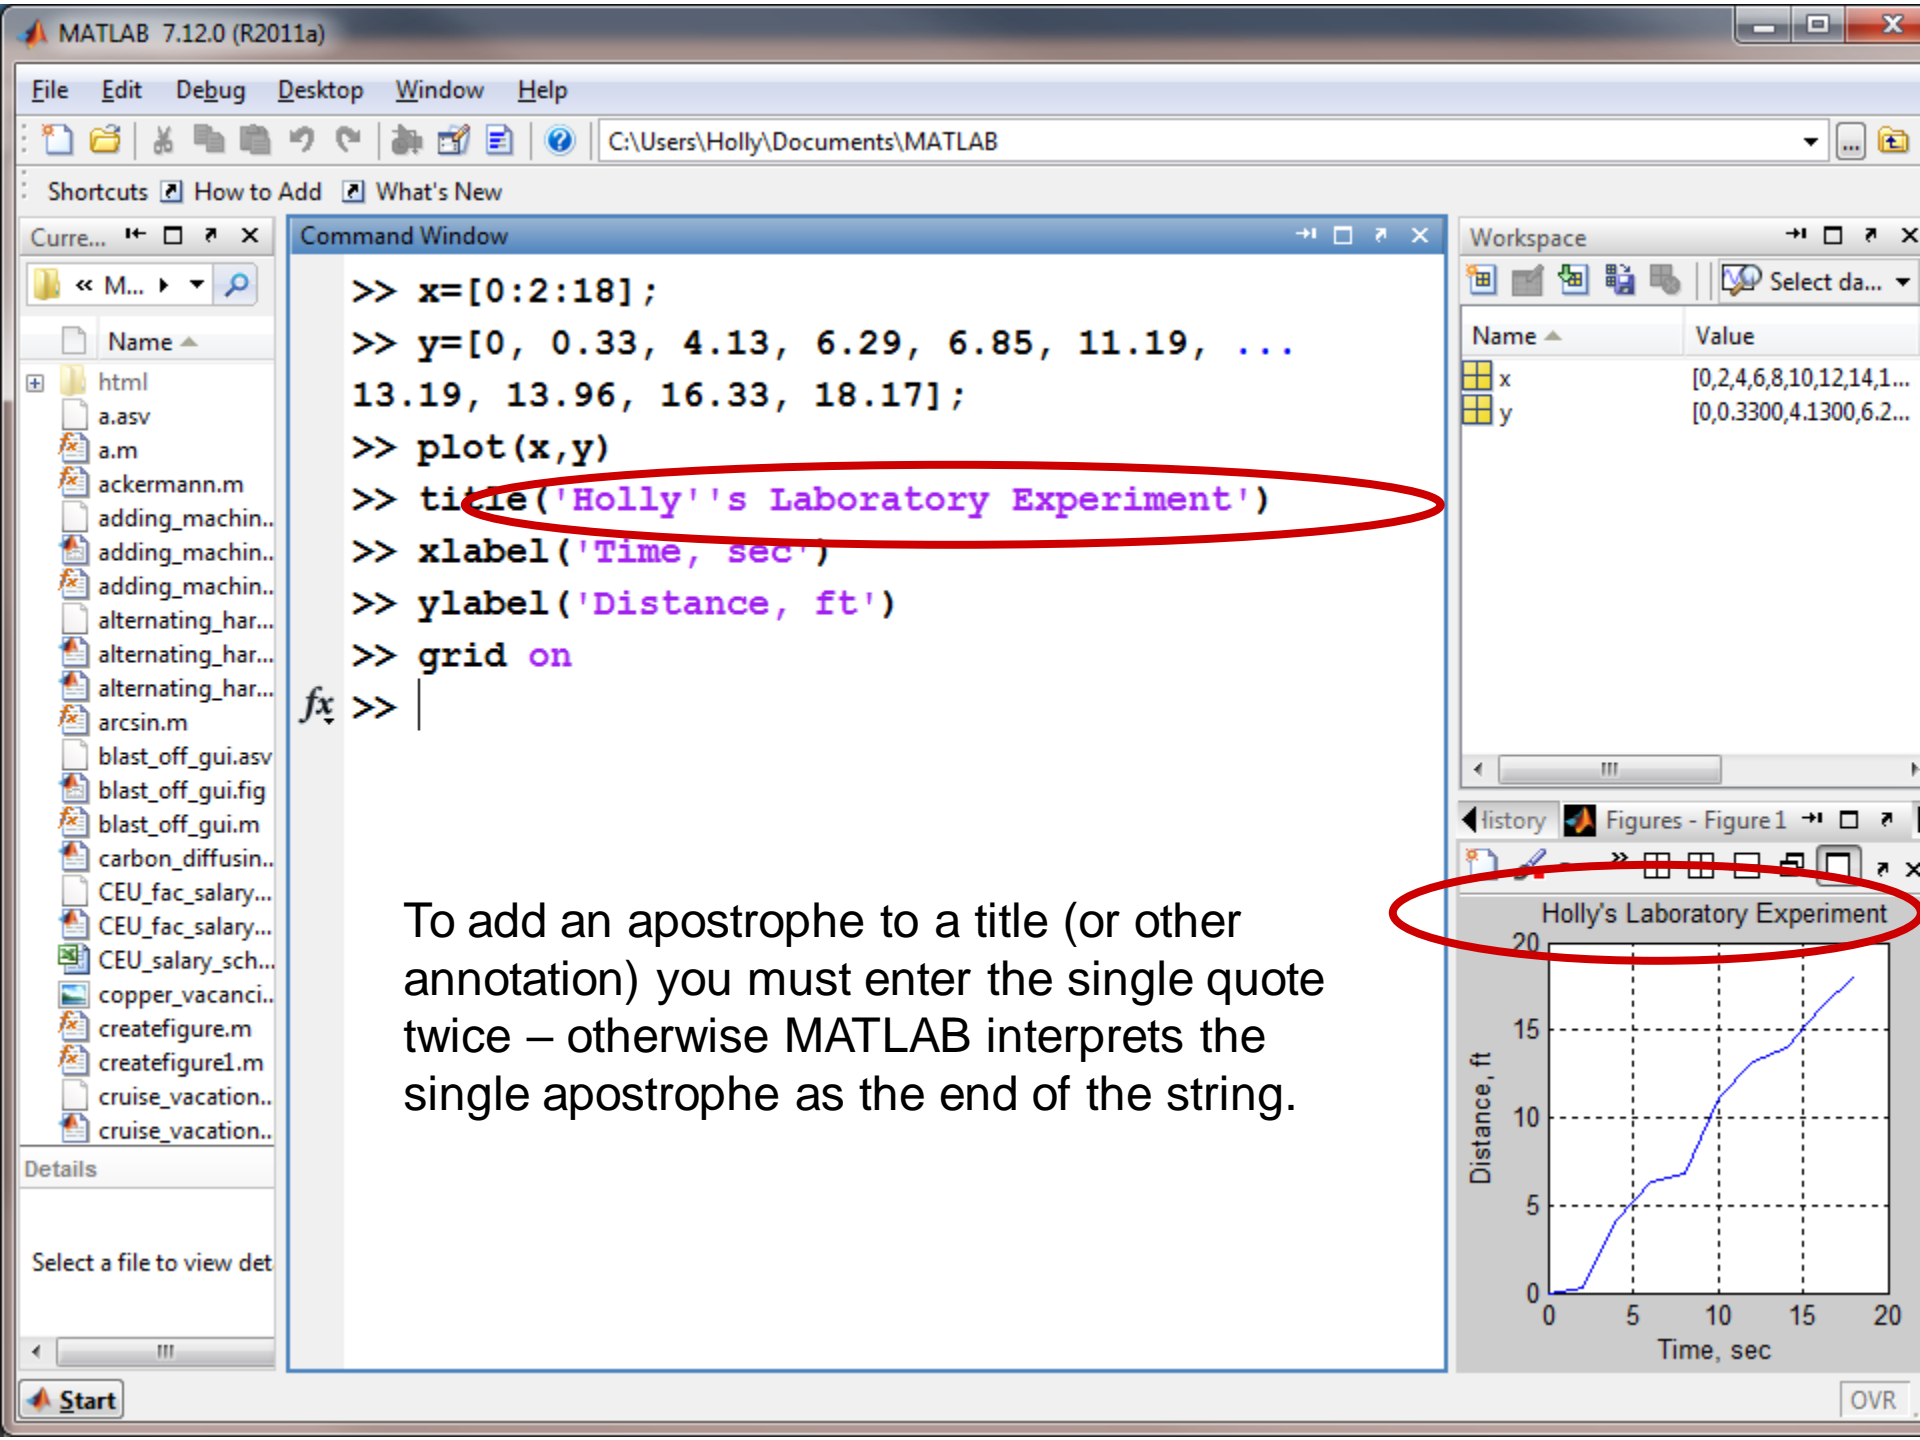 MATLAB 7.12.0 (R2011a)
File Edit Debug Desktop Window Help
C:\Users\Holly\Documents\MATLAB
Shortcuts How to Add What's New
Curre...
« M...
Name
html
a.asv
a.m
ackermann.m
adding_machin..
adding_machin..
adding_machin..
alternating_har...
alternating_har...
alternating_har...
arcsin.m
blast_off_gui.asv
blast_off_gui.fig
blast_off_gui.m
carbon_diffusin..
CEU_fac_salary...
CEU_fac_salary...
CEU_salary_sch...
copper_vacanci..
createfigure.m
createfigure1.m
cruise_vacation..
cruise_vacation..
Details
Select a file to view det
Start
Command Window
>> x=[0:2:18];
>> y=[0, 0.33, 4.13, 6.29, 6.85, 11.19, ...
13.19, 13.96, 16.33, 18.17];
>> plot(x,y)
>> title('Holly''s Laboratory Experiment')
>> xlabel('Time, sec')
>> ylabel('Distance, ft')
>> grid on
fx >>
To add an apostrophe to a title (or other
annotation) you must enter the single quote
twice – otherwise MATLAB interprets the
single apostrophe as the end of the string.
Workspace
Select da...
Name Value
x [0,2,4,6,8,10,12,14,1...
y [0,0.3300,4.1300,6.2...
History Figures - Figure 1
Holly's Laboratory Experiment
20
15
10
5
0
Distance, ft
0 5 10 15 20
Time, sec
OVR